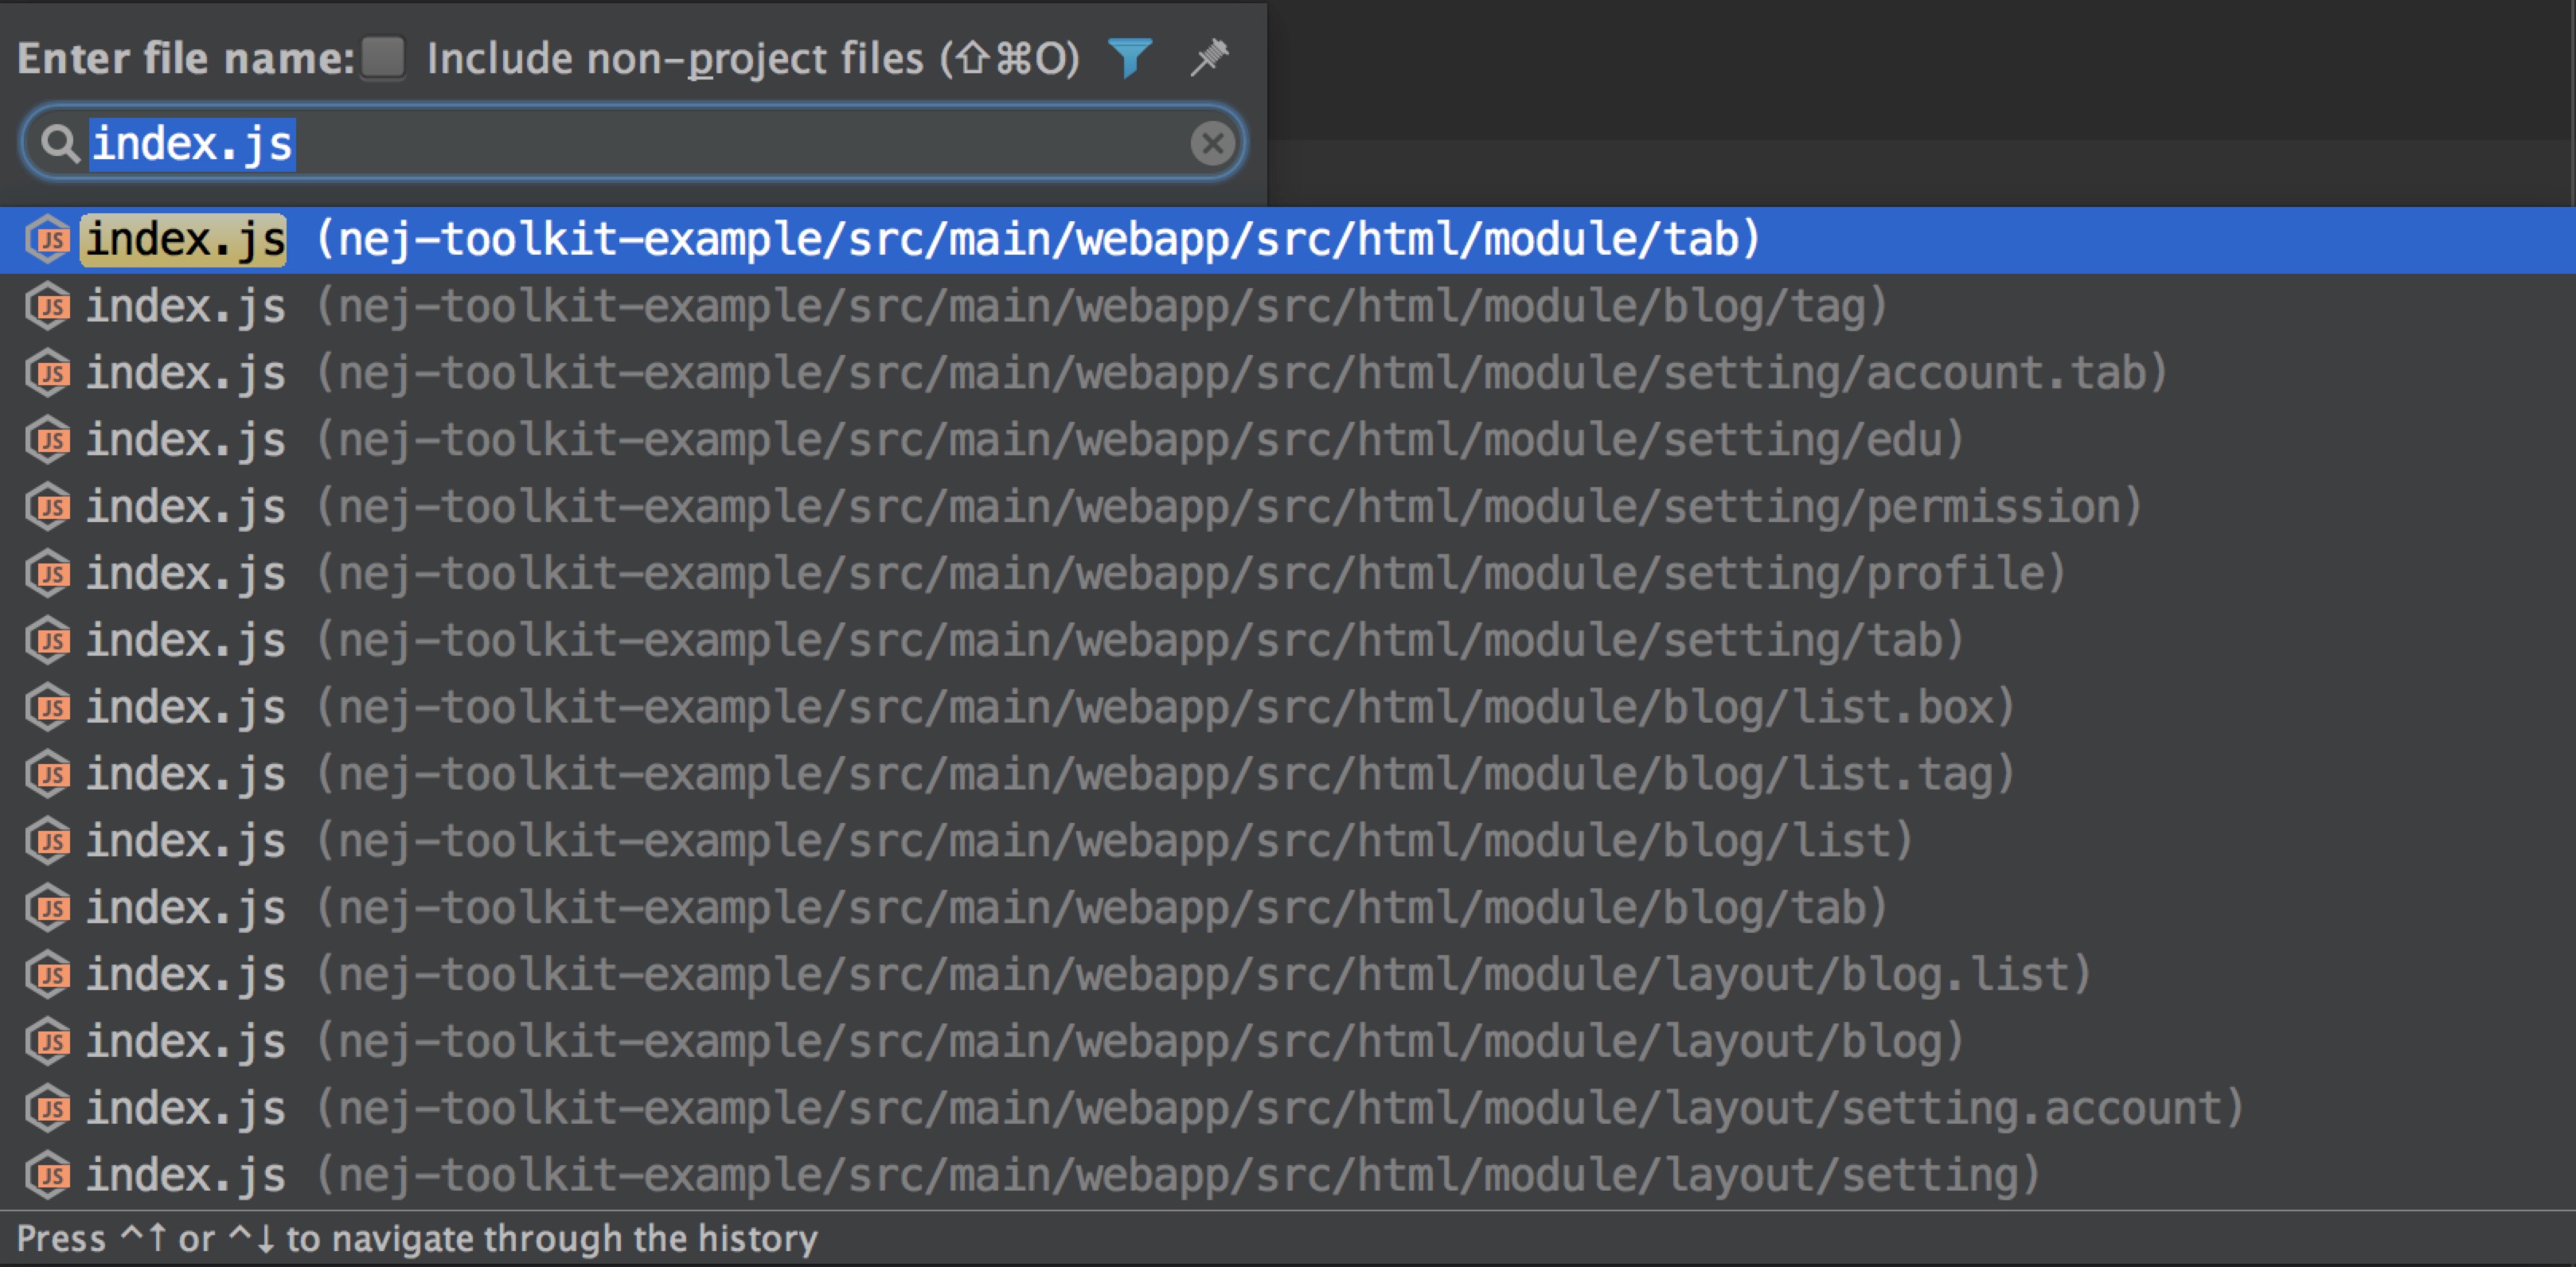 Enter file name: Include non-project files (⇧⌘O)
index.js
JS index.js (nej-toolkit-example/src/main/webapp/src/html/module/tab)
JS index.js (nej-toolkit-example/src/main/webapp/src/html/module/blog/tag)
JS index.js (nej-toolkit-example/src/main/webapp/src/html/module/setting/account.tab)
JS index.js (nej-toolkit-example/src/main/webapp/src/html/module/setting/edu)
JS index.js (nej-toolkit-example/src/main/webapp/src/html/module/setting/permission)
JS index.js (nej-toolkit-example/src/main/webapp/src/html/module/setting/profile)
JS index.js (nej-toolkit-example/src/main/webapp/src/html/module/setting/tab)
JS index.js (nej-toolkit-example/src/main/webapp/src/html/module/blog/list.box)
JS index.js (nej-toolkit-example/src/main/webapp/src/html/module/blog/list.tag)
JS index.js (nej-toolkit-example/src/main/webapp/src/html/module/blog/list)
JS index.js (nej-toolkit-example/src/main/webapp/src/html/module/blog/tab)
JS index.js (nej-toolkit-example/src/main/webapp/src/html/module/layout/blog.list)
JS index.js (nej-toolkit-example/src/main/webapp/src/html/module/layout/blog)
JS index.js (nej-toolkit-example/src/main/webapp/src/html/module/layout/setting.account)
JS index.js (nej-toolkit-example/src/main/webapp/src/html/module/layout/setting)
Press ^↑ or ^↓ to navigate through the history